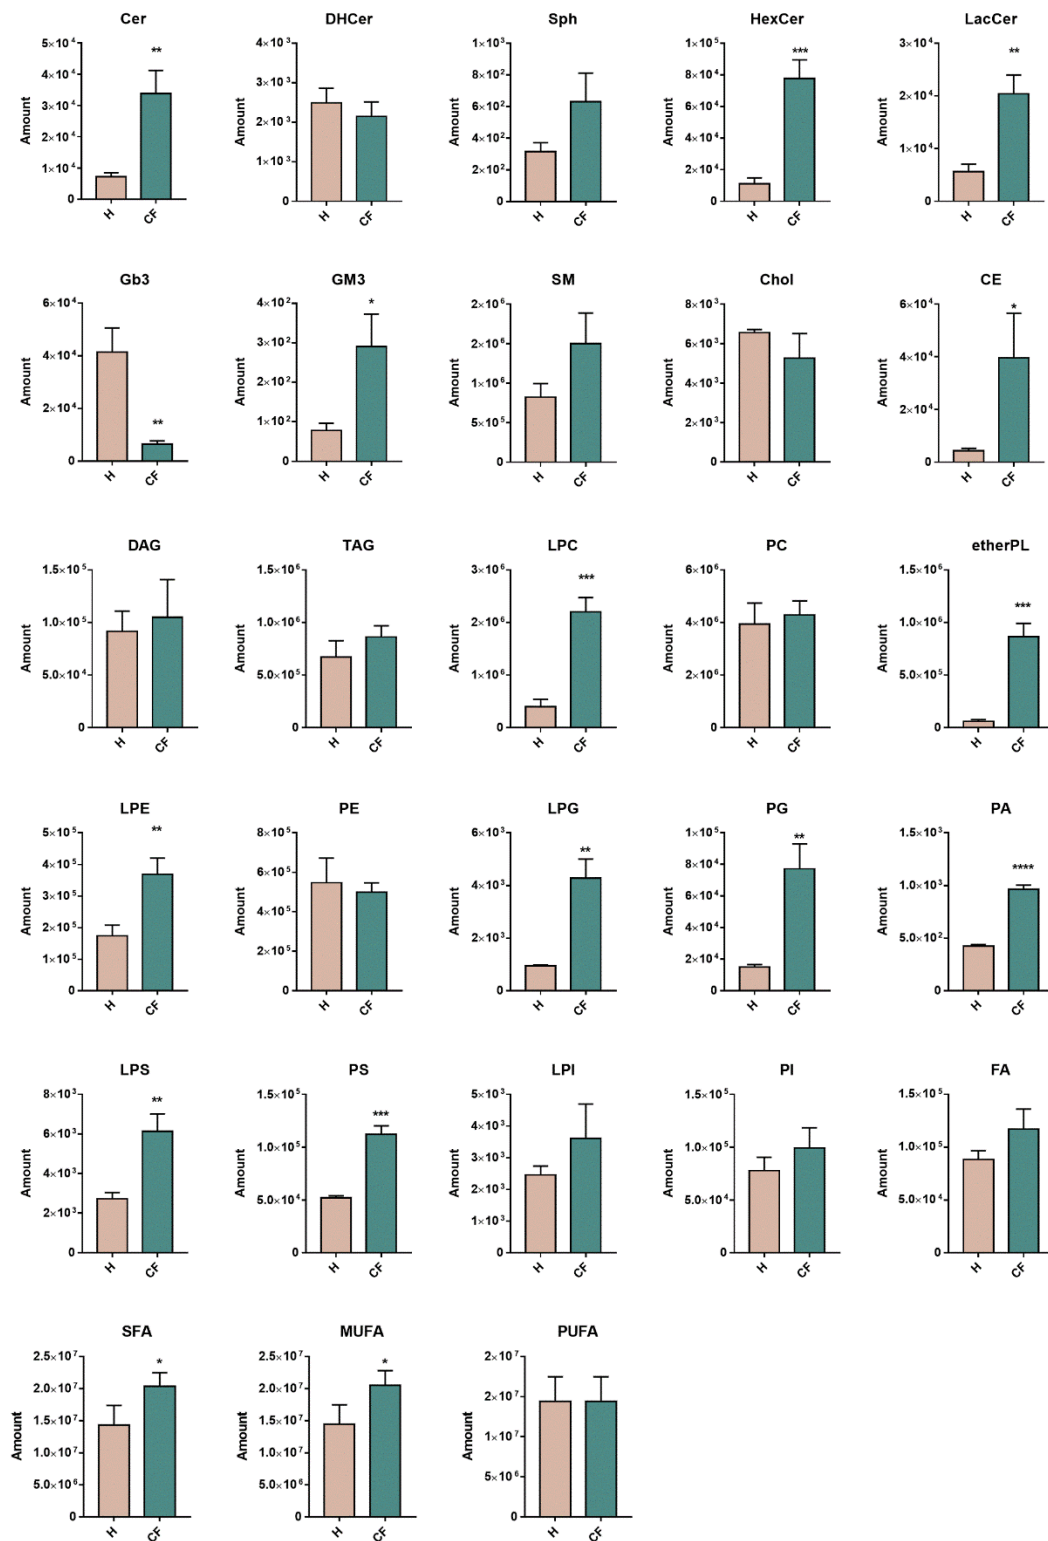 Cer DHCer Sph HexCer LacCer
Amount 5×10⁴ 4×10⁴ 3×10⁴ 2×10⁴ 1×10⁴ 0 ** H CF
Amount 4×10³ 3×10³ 2×10³ 1×10³ 0 H CF
Amount 1×10³ 8×10² 6×10² 4×10² 2×10² 0 H CF
Amount 1×10⁵ 8×10⁴ 6×10⁴ 4×10⁴ 2×10⁴ 0 *** H CF
Amount 3×10⁴ 2×10⁴ 1×10⁴ 0 ** H CF
Gb3 GM3 SM Chol CE
Amount 6×10⁴ 4×10⁴ 2×10⁴ 0 ** H CF
Amount 4×10² 3×10² 2×10² 1×10² 0 * H CF
Amount 2×10⁶ 2×10⁶ 1×10⁶ 5×10⁵ 0 H CF
Amount 8×10³ 6×10³ 4×10³ 2×10³ 0 H CF
Amount 6×10⁴ 4×10⁴ 2×10⁴ 0 * H CF
DAG TAG LPC PC etherPL
Amount 1.5×10⁵ 1.0×10⁵ 5.0×10⁴ 0 H CF
Amount 1.5×10⁶ 1.0×10⁶ 5.0×10⁵ 0 H CF
Amount 3×10⁶ 2×10⁶ 1×10⁶ 0 *** H CF
Amount 6×10⁶ 4×10⁶ 2×10⁶ 0 H CF
Amount 1.5×10⁶ 1.0×10⁶ 5.0×10⁵ 0 *** H CF
LPE PE LPG PG PA
Amount 5×10⁵ 4×10⁵ 3×10⁵ 2×10⁵ 1×10⁵ 0 ** H CF
Amount 8×10⁵ 6×10⁵ 5×10⁵ 2×10⁵ 0 H CF
Amount 6×10³ 4×10³ 2×10³ 0 ** H CF
Amount 1×10⁵ 8×10⁴ 6×10⁴ 4×10⁴ 2×10⁴ 0 ** H CF
Amount 1.5×10³ 1.0×10³ 5.0×10² 0 **** H CF
LPS PS LPI PI FA
Amount 8×10³ 6×10³ 4×10³ 2×10³ 0 ** H CF
Amount 1.5×10⁵ 1.0×10⁵ 5.0×10⁴ 0 *** H CF
Amount 5×10³ 4×10³ 3×10³ 2×10³ 1×10³ 0 H CF
Amount 1.5×10⁵ 1.0×10⁵ 5.0×10⁴ 0 H CF
Amount 1.5×10⁵ 1.0×10⁵ 5.0×10⁴ 0 H CF
SFA MUFA PUFA
Amount 2.5×10⁷ 2.0×10⁷ 1.5×10⁷ 1.0×10⁷ 5.0×10⁶ 0 * H CF
Amount 2.5×10⁷ 2.0×10⁷ 1.5×10⁷ 1.0×10⁷ 5.0×10⁶ 0 * H CF
Amount 2×10⁷ 2×10⁷ 1×10⁷ 5×10⁶ 0 H CF